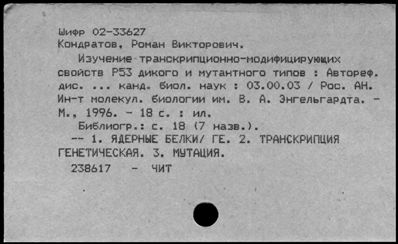 Шифр 02-33627
Кондратов, Роман Викторович.
Изучение транскрипционно-модифицирующих
свойств P53 дикого и мутантного типов : Автореф.
дис. ... канд. биол. наук : 03.00.03 / Рос. АН.
Ин-т молекул. биологии им. В. А. Энгельгардта. -
М., 1996. - 18 с. : ил.
Библиогр.: с. 18 (7 назв.).
-- 1. ЯДЕРНЫЕ БЕЛКИ/ ГЕ. 2. ТРАНСКРИПЦИЯ
ГЕНЕТИЧЕСКАЯ. 3. МУТАЦИЯ.
238617 - ЧИТ